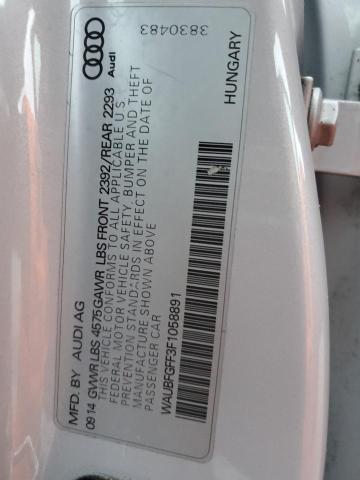 MFD. BY AUDI AG
09 14 GVWR LBS 4575 GAWR LBS FRONT 2392/REAR 2293
THIS VEHICLE CONFORMS TO ALL APPLICABLE U.S.
FEDERAL MOTOR VEHICLE SAFETY, BUMPER AND THEFT
PREVENTION STANDARDS IN EFFECT ON THE DATE OF
MANUFACTURE SHOWN ABOVE
PASSENGER CAR
WAUBFGFF3F1058891
Audi
3830483
HUNGARY